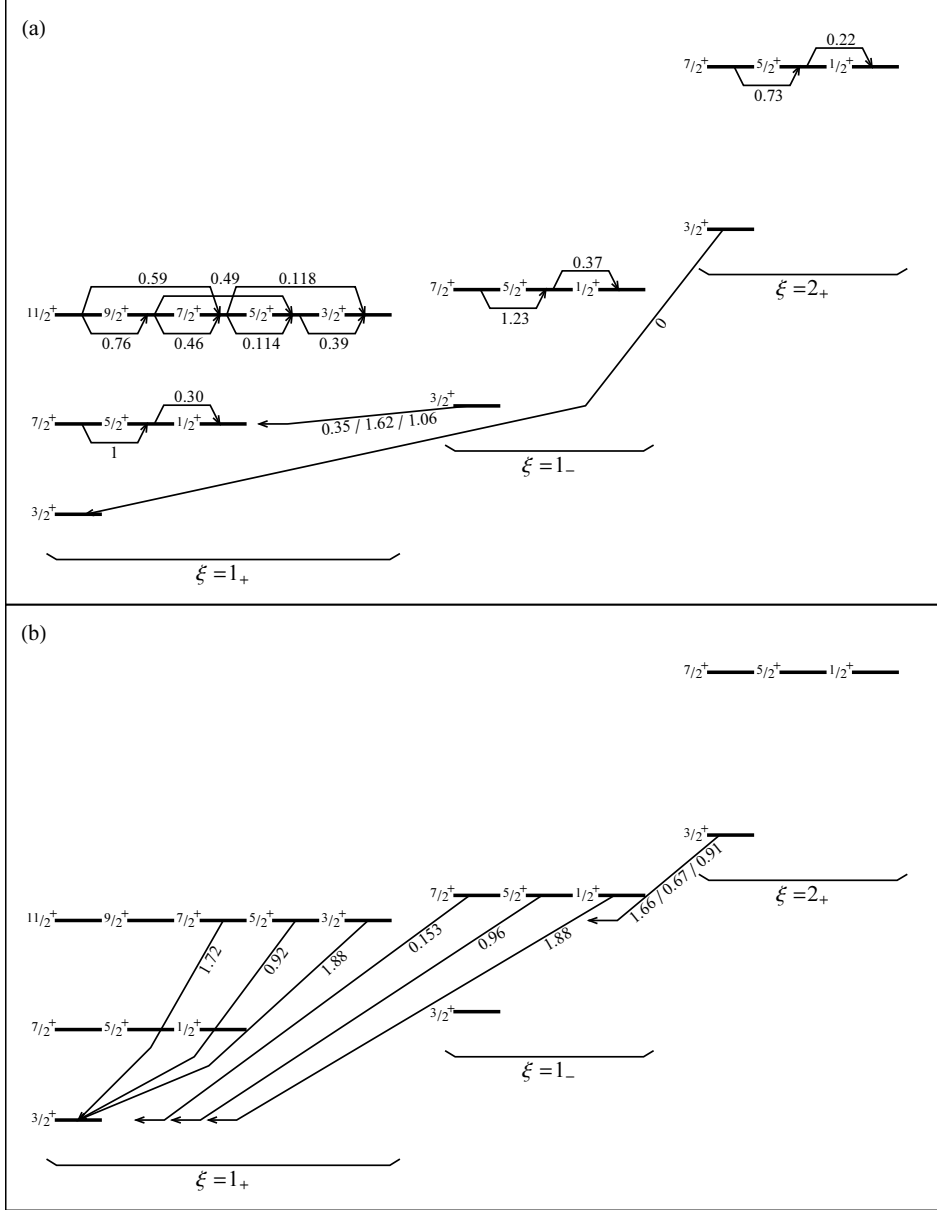 (a)
0.22
7/2+ 5/2+ 1/2+
0.73
3/2+
ξ = 2+
0.37
7/2+ 5/2+ 1/2+
1.23
0
0.59 0.49 0.118
11/2+ 9/2+ 7/2+ 5/2+ 3/2+
0.76 0.46 0.114 0.39
3/2+
0.35 / 1.62 / 1.06
ξ = 1−
0.30
7/2+ 5/2+ 1/2+
1
3/2+
ξ = 1+
(b)
7/2+ 5/2+ 1/2+
3/2+
1.66 / 0.67 / 0.91
ξ = 2+
7/2+ 5/2+ 1/2+
0.153 0.96 1.88
11/2+ 9/2+ 7/2+ 5/2+ 3/2+
1.72 0.92 1.88
3/2+
ξ = 1−
7/2+ 5/2+ 1/2+
3/2+
ξ = 1+